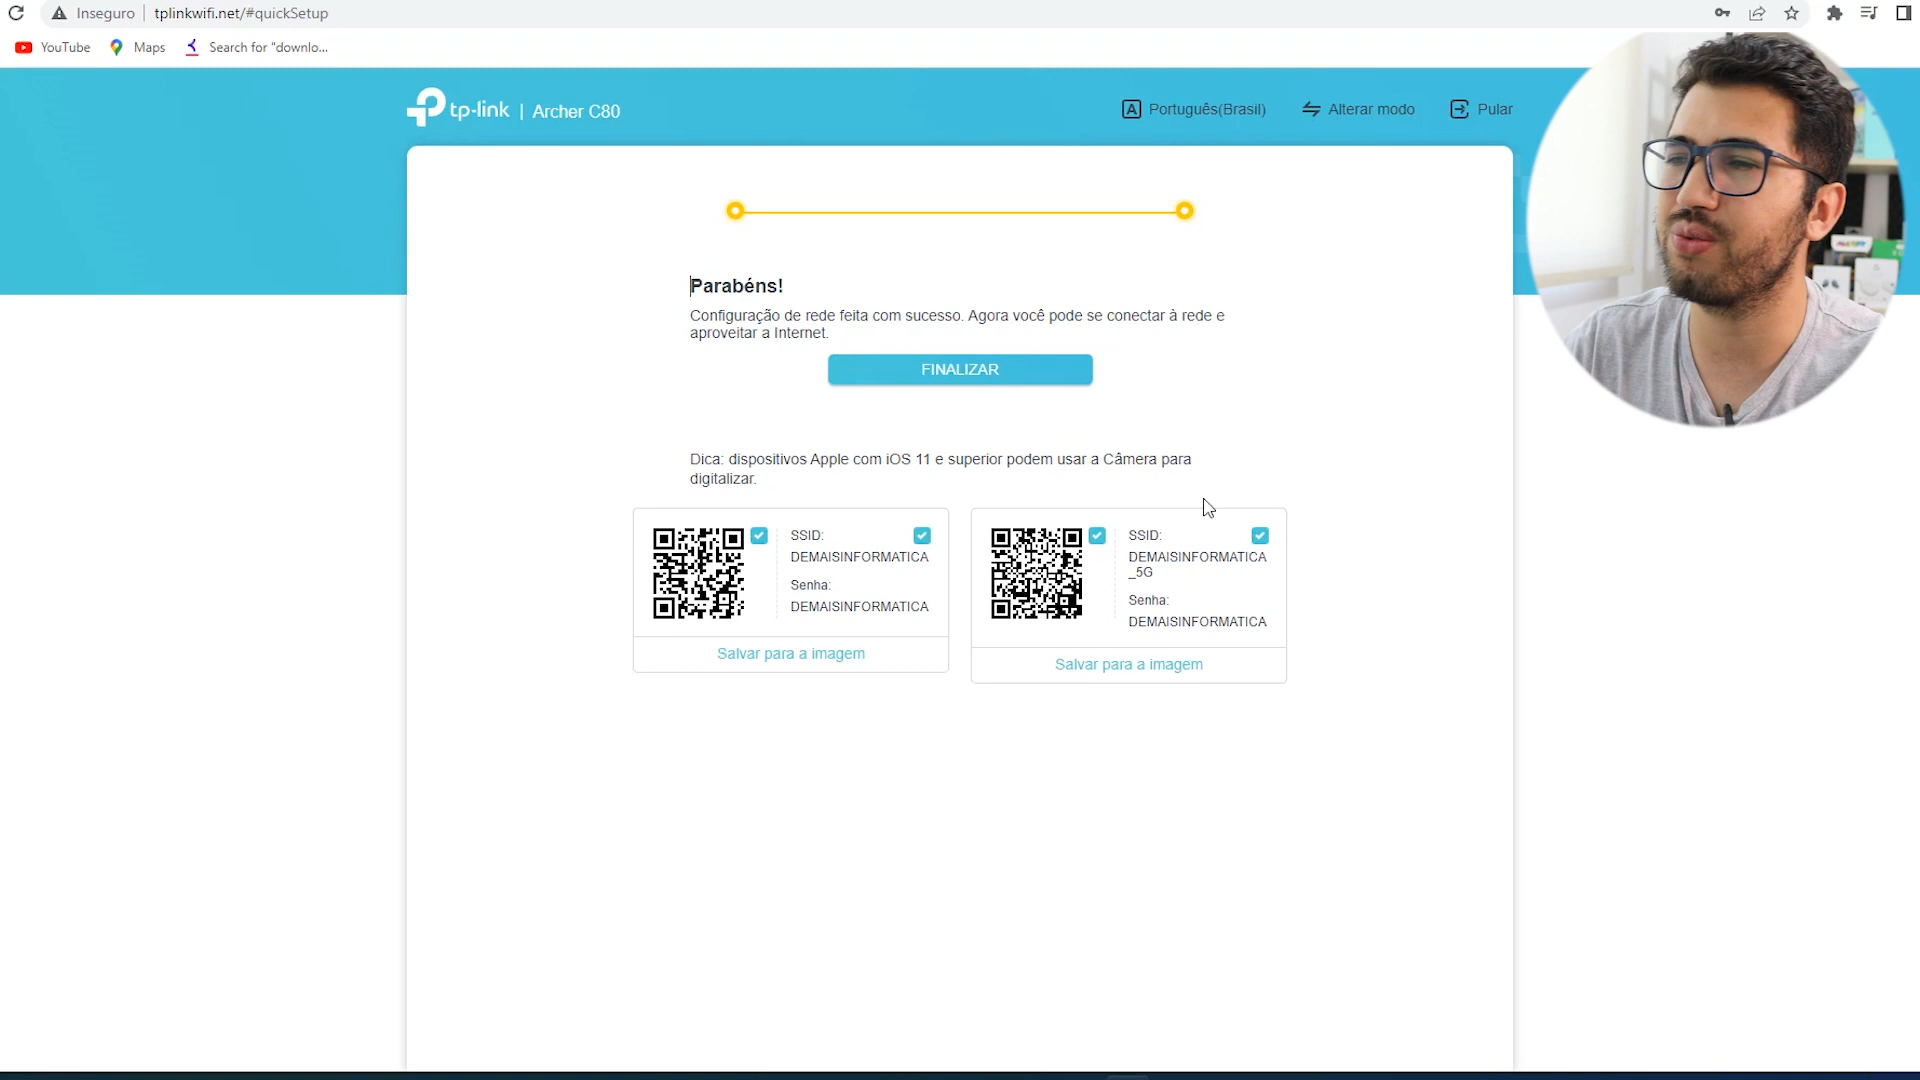 Inseguro | tplinkwifi.net/#quickSetup
YouTube Maps Search for "downlo...
tp-link | Archer C80
Português(Brasil) Alterar modo Pular
Parabéns!
Configuração de rede feita com sucesso. Agora você pode se conectar à rede e
aproveitar a Internet.
FINALIZAR
Dica: dispositivos Apple com iOS 11 e superior podem usar a Câmera para
digitalizar.
SSID:
DEMAISINFORMATICA
Senha:
DEMAISINFORMATICA
Salvar para a imagem
SSID:
DEMAISINFORMATICA
_5G
Senha:
DEMAISINFORMATICA
Salvar para a imagem